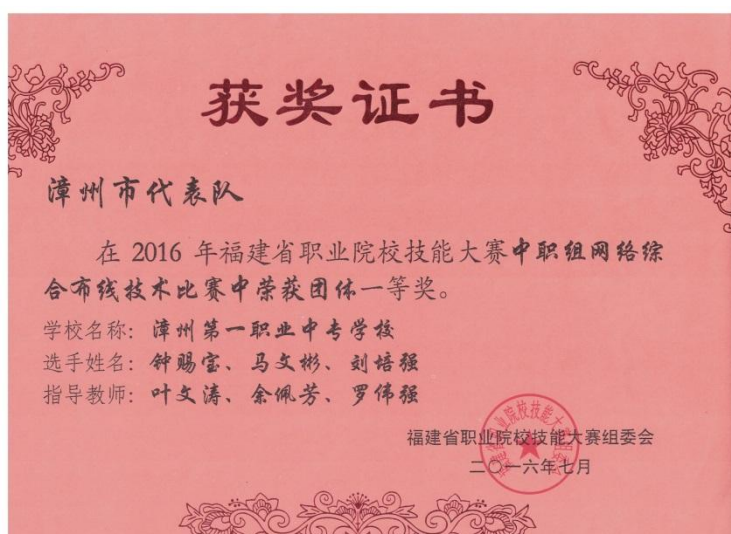 获奖证书
漳州市代表队
在 2016 年福建省职业院校技能大赛中职组网络综
合布线技术比赛中荣获团体一等奖。
学校名称：漳州第一职业中专学校
选手姓名：钟赐宝、马文彬、刘培强
指导教师：叶文涛、余佩芳、罗伟强
福建省职业院校技能大赛组委会
二〇一六年七月